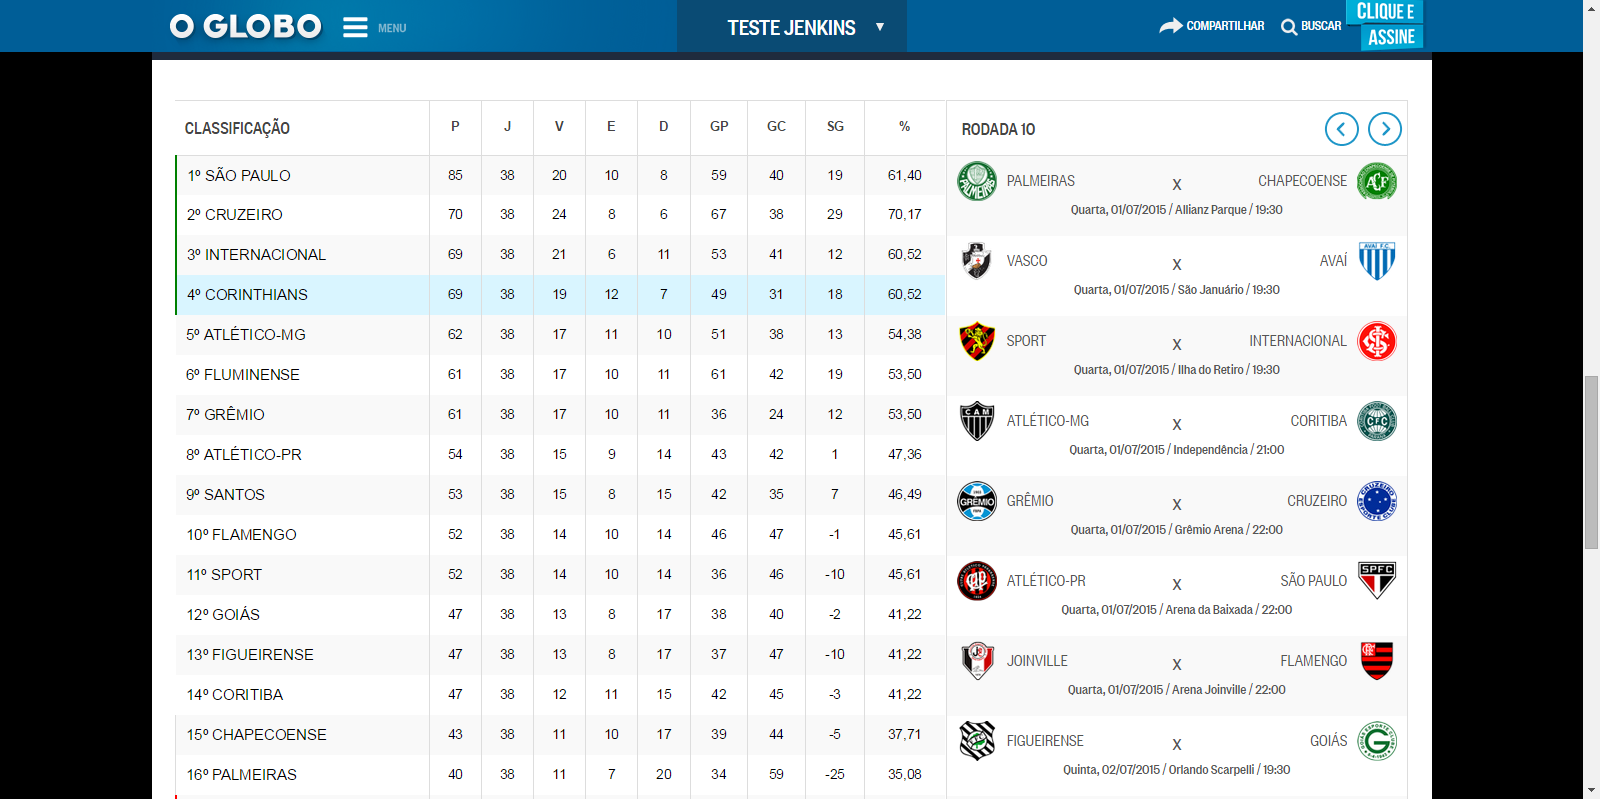 O GLOBO MENU TESTE JENKINS ▼ COMPARTILHAR BUSCAR CLIQUE E
ASSINE
CLASSIFICAÇÃO P J V E D GP GC SG %
1º SÃO PAULO 85 38 20 10 8 59 40 19 61,40
2º CRUZEIRO 70 38 24 8 6 67 38 29 70,17
3º INTERNACIONAL 69 38 21 6 11 53 41 12 60,52
4º CORINTHIANS 69 38 19 12 7 49 31 18 60,52
5º ATLÉTICO-MG 62 38 17 11 10 51 38 13 54,38
6º FLUMINENSE 61 38 17 10 11 61 42 19 53,50
7º GRÊMIO 61 38 17 10 11 36 24 12 53,50
8º ATLÉTICO-PR 54 38 15 9 14 43 42 1 47,36
9º SANTOS 53 38 15 8 15 42 35 7 46,49
10º FLAMENGO 52 38 14 10 14 46 47 -1 45,61
11º SPORT 52 38 14 10 14 36 46 -10 45,61
12º GOIÁS 47 38 13 8 17 38 40 -2 41,22
13º FIGUEIRENSE 47 38 13 8 17 37 47 -10 41,22
14º CORITIBA 47 38 12 11 15 42 45 -3 41,22
15º CHAPECOENSE 43 38 11 10 17 39 44 -5 37,71
16º PALMEIRAS 40 38 11 7 20 34 59 -25 35,08
RODADA 10
PALMEIRAS X CHAPECOENSE
Quarta, 01/07/2015 / Allianz Parque / 19:30
VASCO X AVAÍ
Quarta, 01/07/2015 / São Januário / 19:30
SPORT X INTERNACIONAL
Quarta, 01/07/2015 / Ilha do Retiro / 19:30
ATLÉTICO-MG X CORITIBA
Quarta, 01/07/2015 / Independência / 21:00
GRÊMIO X CRUZEIRO
Quarta, 01/07/2015 / Grêmio Arena / 22:00
ATLÉTICO-PR X SÃO PAULO
Quarta, 01/07/2015 / Arena da Baixada / 22:00
JOINVILLE X FLAMENGO
Quarta, 01/07/2015 / Arena Joinville / 22:00
FIGUEIRENSE X GOIÁS
Quinta, 02/07/2015 / Orlando Scarpelli / 19:30